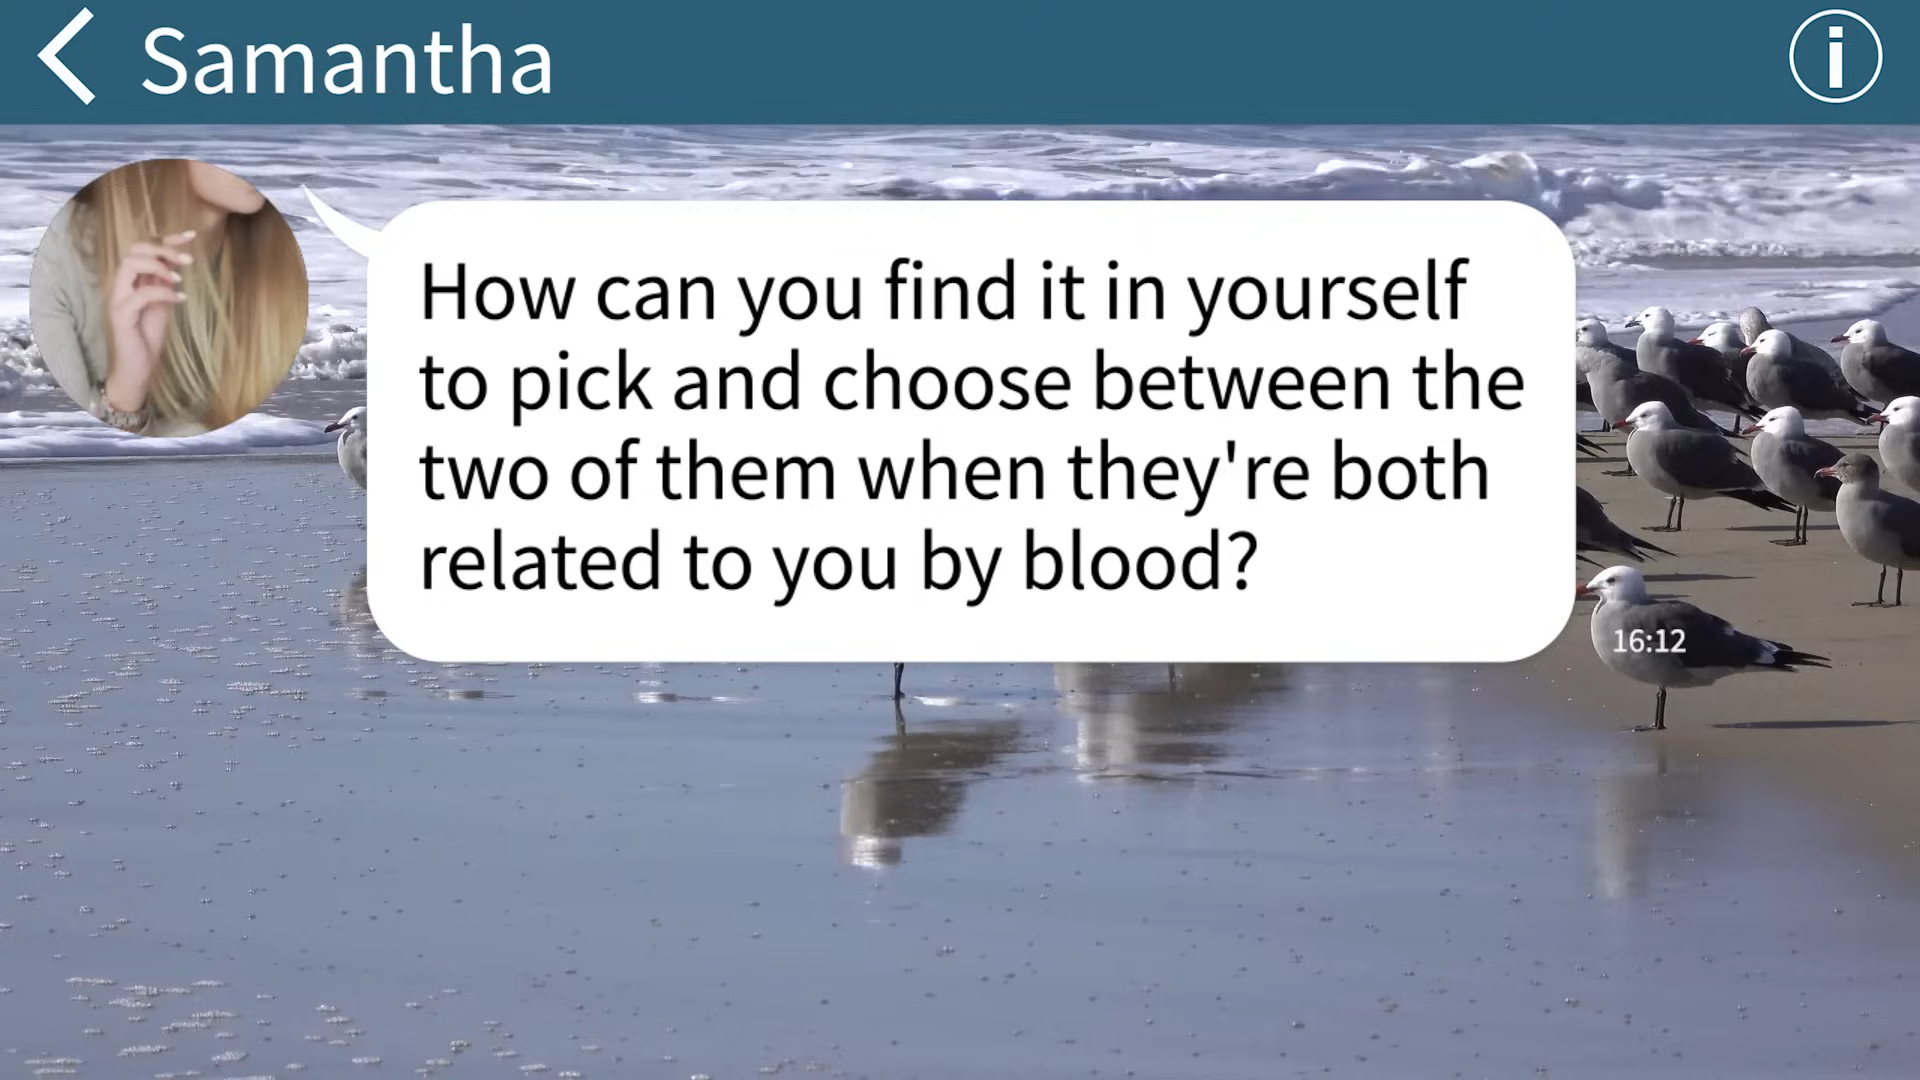 Samantha
How can you find it in yourself
to pick and choose between the
two of them when they're both
related to you by blood?
16:12